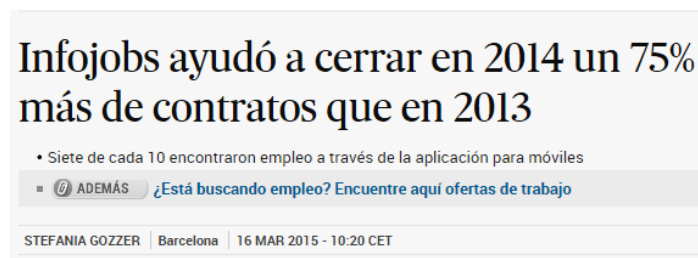 Infojobs ayudó a cerrar en 2014 un 75%
más de contratos que en 2013
• Siete de cada 10 encontraron empleo a través de la aplicación para móviles
ADEMÁS ¿Está buscando empleo? Encuentre aquí ofertas de trabajo
STEFANIA GOZZER Barcelona 16 MAR 2015 - 10:20 CET